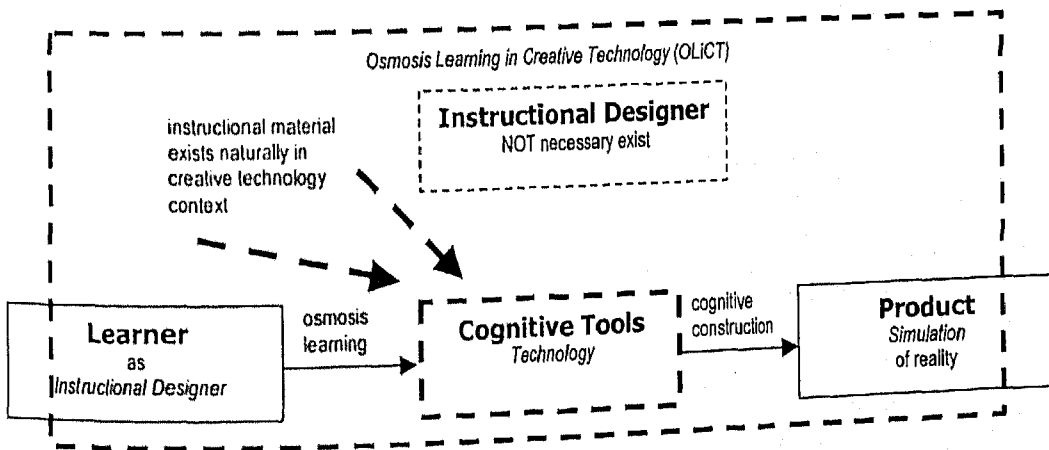 Osmosis Learning in Creative Technology (OLiCT)
Instructional Designer
NOT necessary exist
instructional material
exists naturally in
creative technology
context
Learner
as
Instructional Designer
osmosis
learning
Cognitive Tools
Technology
cognitive
construction
Product
Simulation
of reality